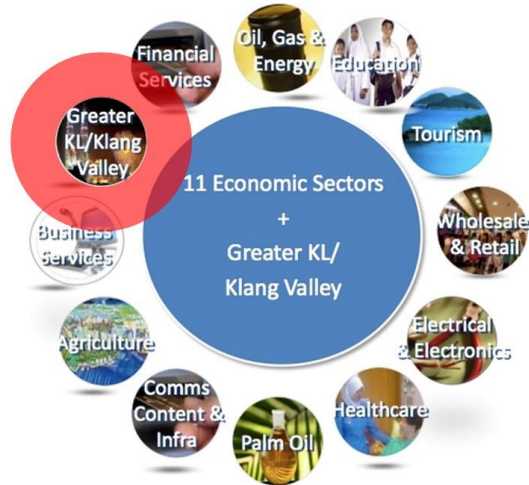 Oil, Gas &
Energy
Education
Tourism
Wholesale
& Retail
Electrical
& Electronics
Healthcare
Palm Oil
Comms
Content &
Infra
Agriculture
Business
Services
Greater
KL/Klang
Valley
Financial
Services
11 Economic Sectors
+
Greater KL/
Klang Valley